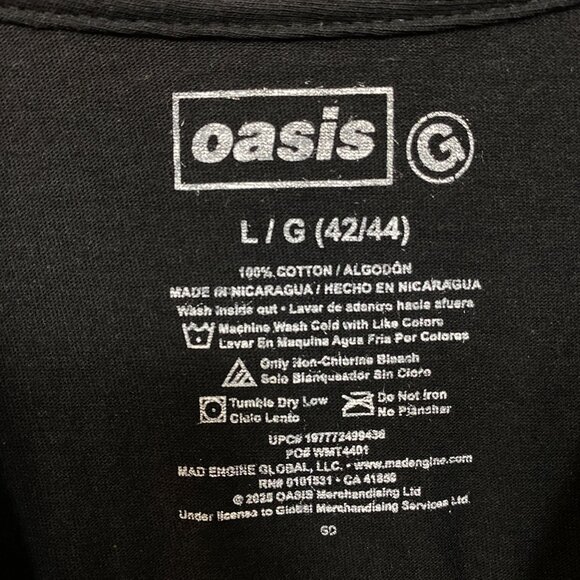 oasis G
L / G (42/44)
100% COTTON / ALGODÓN
MADE IN NICARAGUA / HECHO EN NICARAGUA
Wash inside out • Lavar de adentro hacia afuera
Machine Wash Cold with Like Colors
Lavar En Maquina Agua Fria Por Colores
Only Non-Chlorine Bleach
Solo Blanqueador Sin Cloro
Tumble Dry Low
Ciclo Lento
Do Not Iron
No Planchar
UPC# 197772499436
PO# WMT4401
MAD ENGINE GLOBAL, LLC. • www.madengine.com
RN# 0101531 • CA 41856
© 2025 OASIS Merchandising Ltd
Under license to Global Merchandising Services Ltd.